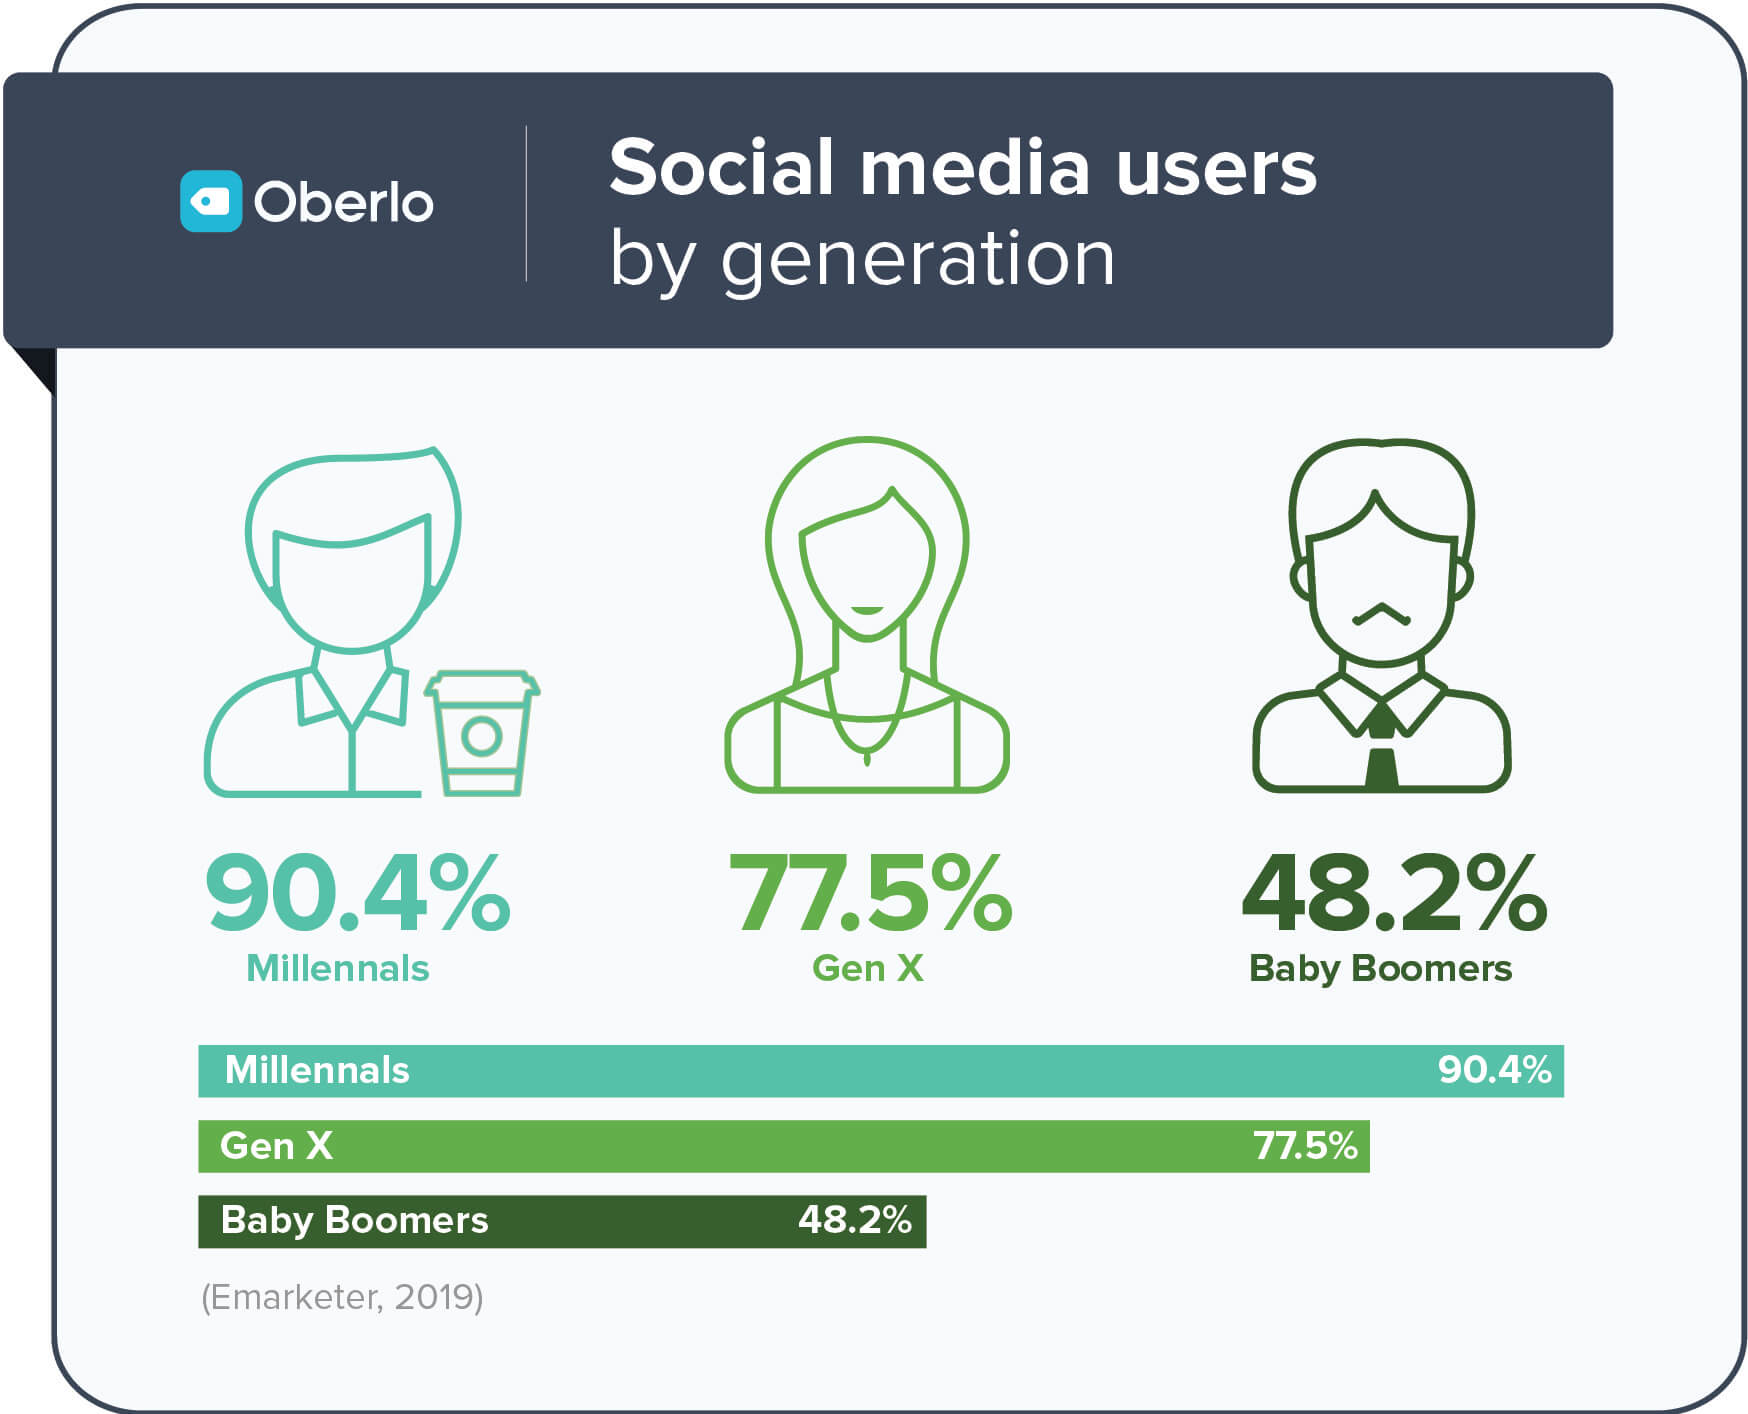 Oberlo
Social media users
by generation
90.4%
Millennals
77.5%
Gen X
48.2%
Baby Boomers
Millennals 90.4%
Gen X 77.5%
Baby Boomers 48.2%
(Emarketer, 2019)